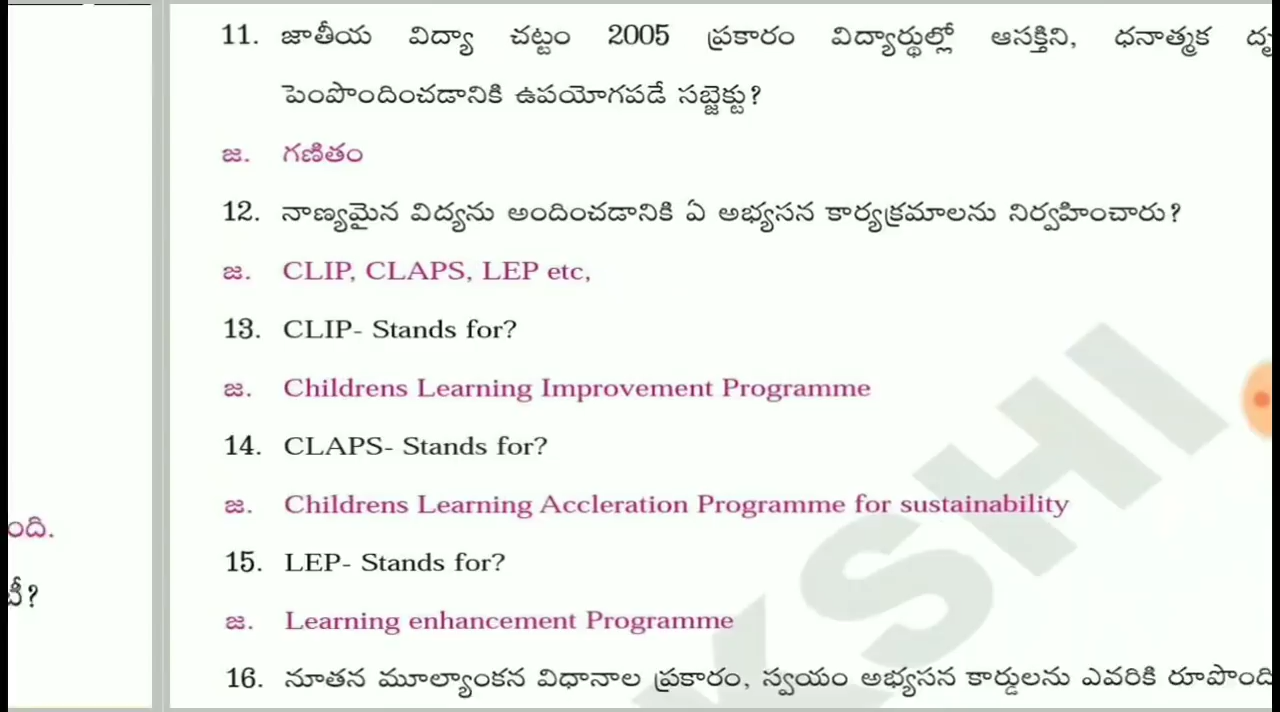 11. జాతీయ విద్యా చట్టం 2005 ప్రకారం విద్యార్థుల్లో ఆసక్తిని, ధనాత్మక
పెంపొందించడానికి ఉపయోగపడే సబ్జెక్టు?
జ. గణితం
12. నాణ్యమైన విద్యను అందించడానికి ఏ అభ్యసన కార్యక్రమాలను నిర్వహించారు?
జ. CLIP, CLAPS, LEP etc,
13. CLIP- Stands for?
జ. Childrens Learning Improvement Programme
14. CLAPS- Stands for?
జ. Childrens Learning Accleration Programme for sustainability
15. LEP- Stands for?
జ. Learning enhancement Programme
16. నూతన మూల్యాంకన విధానాల ప్రకారం, స్వయం అభ్యసన కార్డులను ఎవరికి